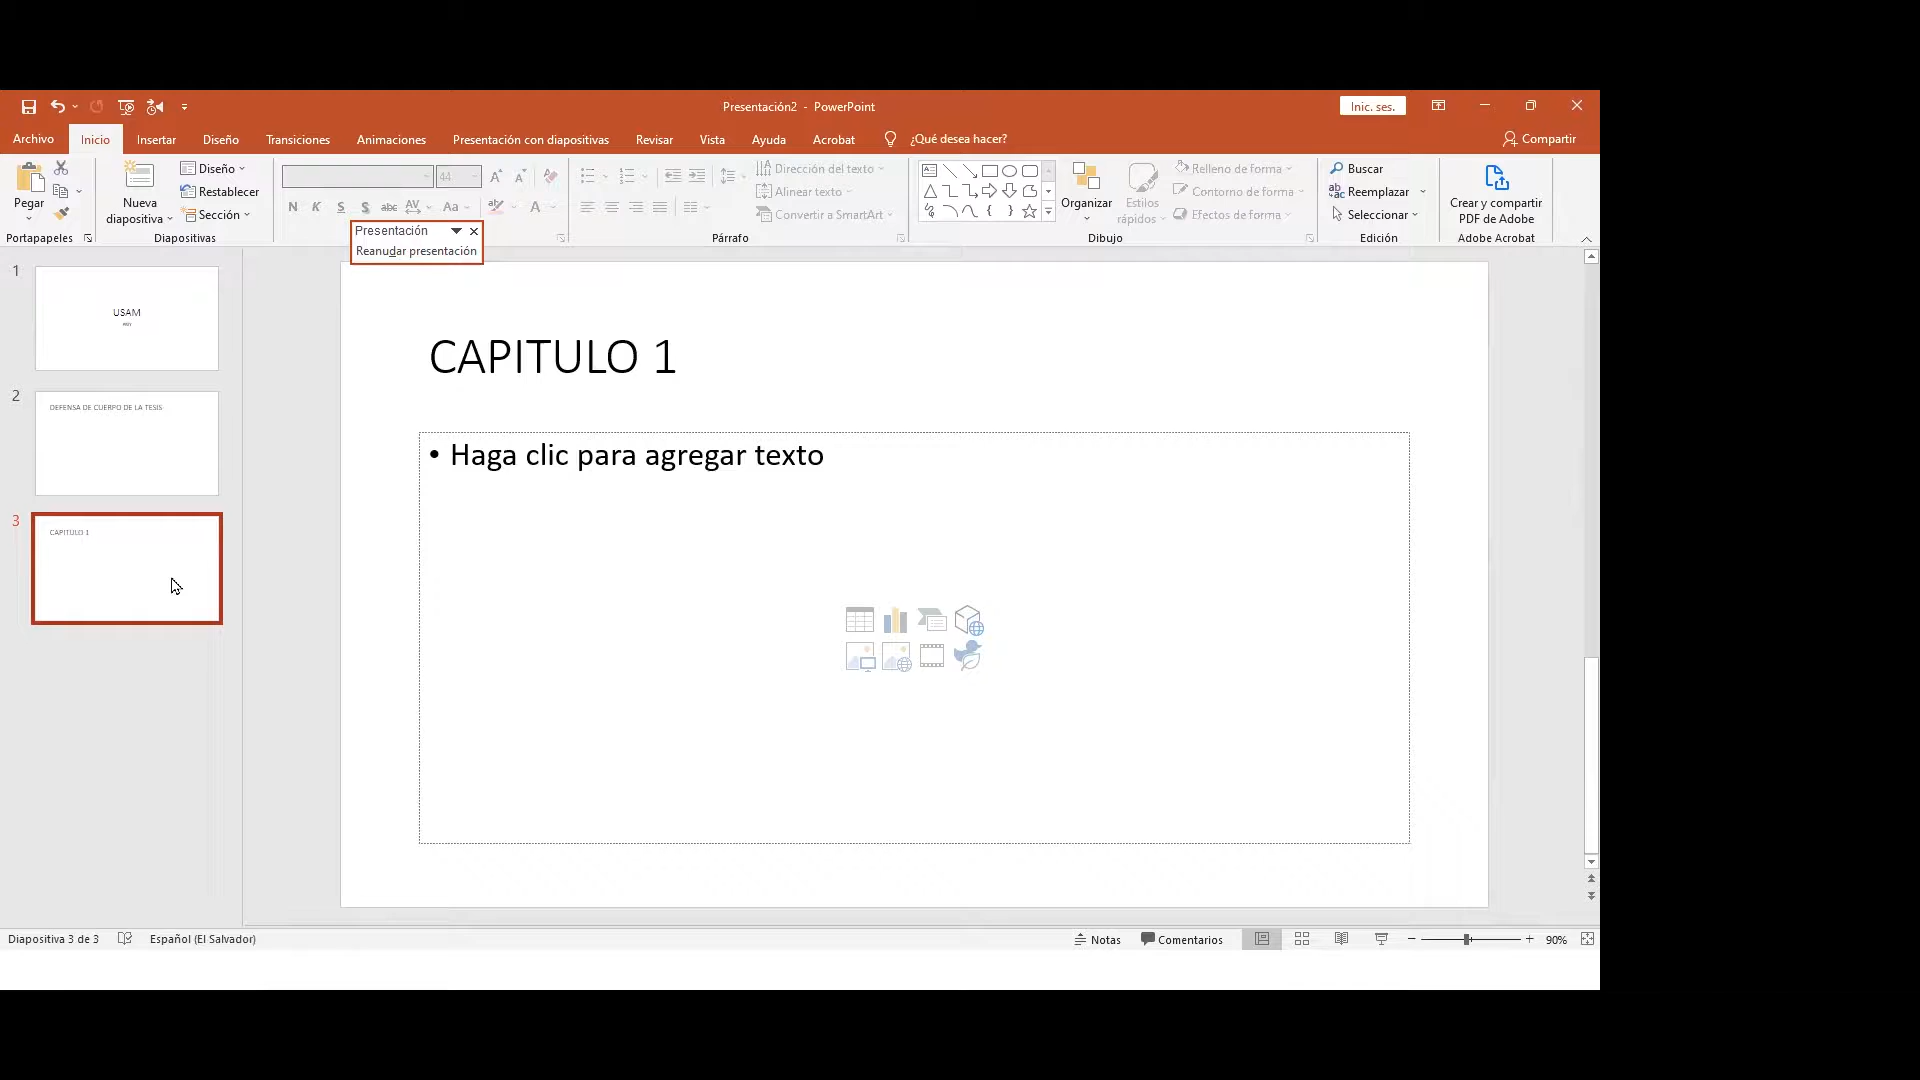 Presentación2 - PowerPoint
Inic. ses.
Archivo Inicio Insertar Diseño Transiciones Animaciones Presentación con diapositivas Revisar Vista Ayuda Acrobat ¿Qué desea hacer? Compartir
Pegar
Portapapeles
Nueva
diapositiva
Diseño
Restablecer
Sección
Diapositivas
44
N K S S abc AV Aa A
Presentación
Reanudar presentación
Dirección del texto
Alinear texto
Convertir a SmartArt
Párrafo
Organizar
Estilos
rápidos
Relleno de forma
Contorno de forma
Efectos de forma
Dibujo
Buscar
Reemplazar
Seleccionar
Edición
Crear y compartir
PDF de Adobe
Adobe Acrobat
1
USAM
2
DEFENSA DE CUERPO DE LA TESIS
3
CAPITULO 1
CAPITULO 1
• Haga clic para agregar texto
Diapositiva 3 de 3 Español (El Salvador) Notas Comentarios 90%